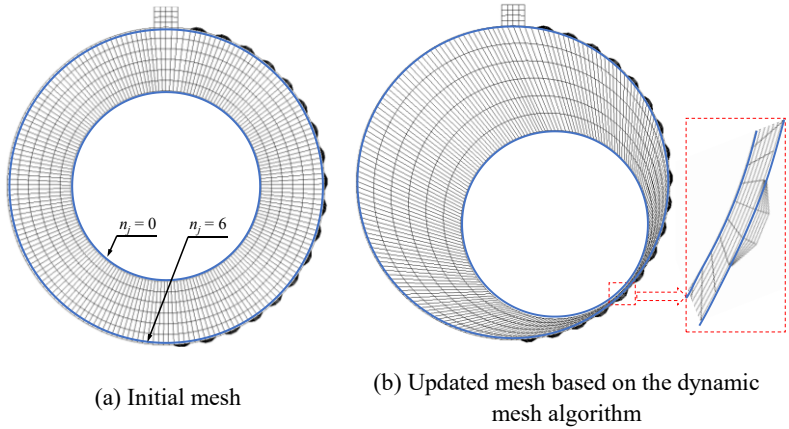 n_j = 0
n_j = 6
(a) Initial mesh
(b) Updated mesh based on the dynamic
mesh algorithm